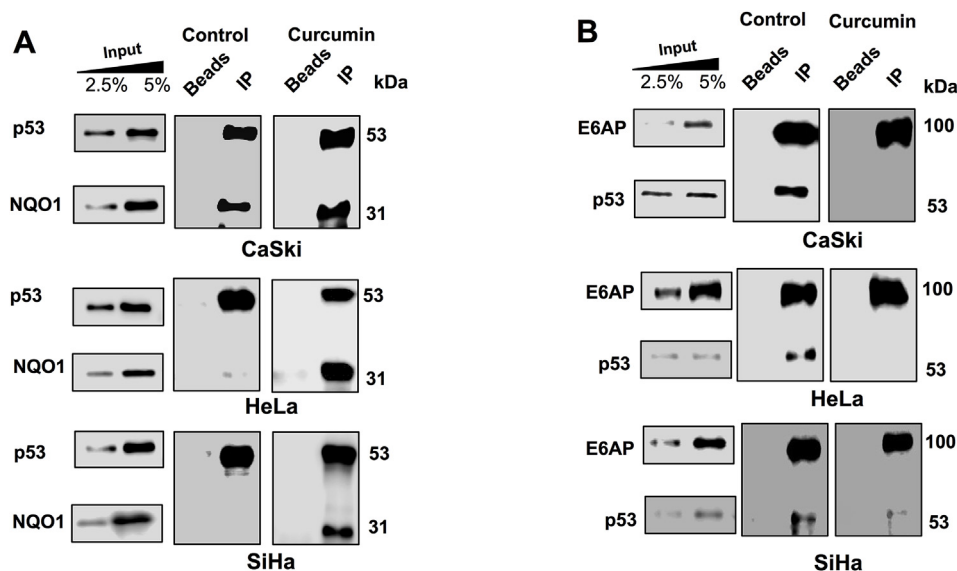 A
Input
2.5% 5%
Control
Beads IP
Curcumin
Beads IP
kDa
p53
53
NQO1
31
CaSki
p53
53
NQO1
31
HeLa
p53
53
NQO1
31
SiHa
B
Input
2.5% 5%
Control
Beads IP
Curcumin
Beads IP
kDa
E6AP
100
p53
53
CaSki
E6AP
100
p53
53
HeLa
E6AP
100
p53
53
SiHa